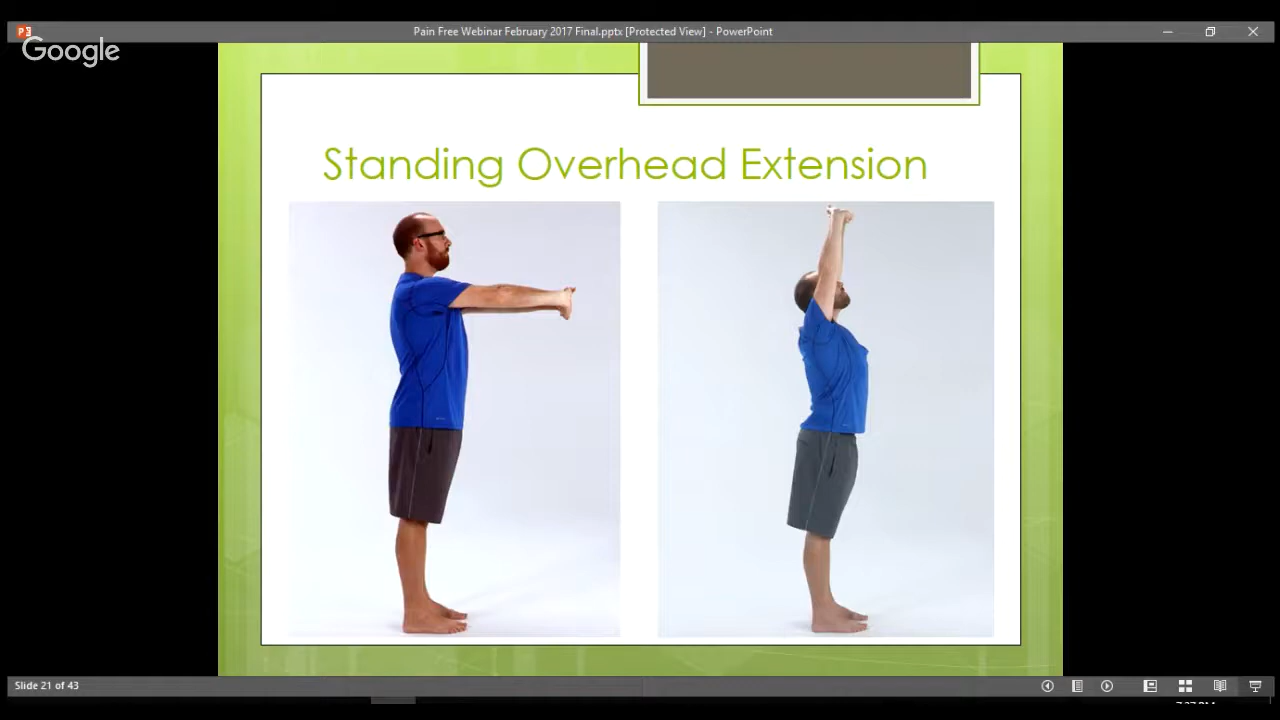 Pain Free Webinar February 2017 Final.pptx [Protected View] - PowerPoint
Google
Standing Overhead Extension
Slide 21 of 43